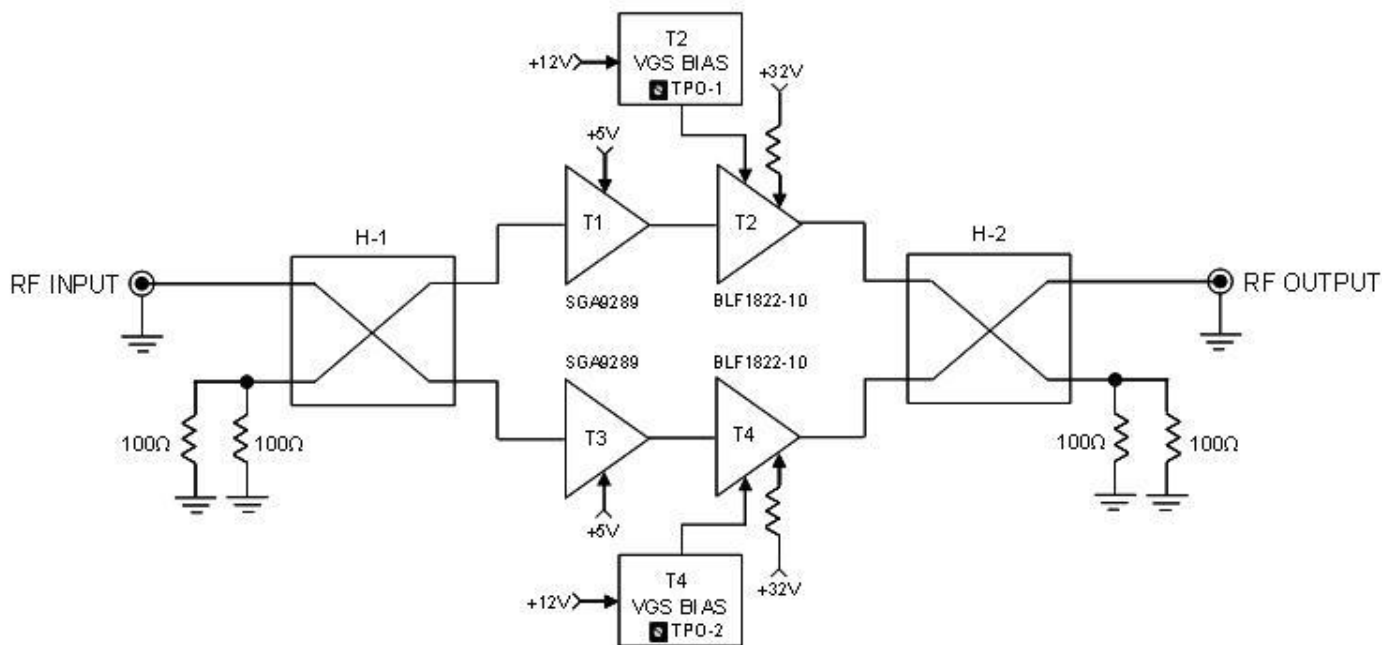 T2
VGS BIAS
TPO-1
+12V
+32V
+5V
T1
T2
H-1
H-2
RF INPUT
RF OUTPUT
SGA9289
BLF1822-10
SGA9289
BLF1822-10
100Ω
100Ω
T3
T4
100Ω
100Ω
+5V
+32V
T4
VGS BIAS
TPO-2
+12V